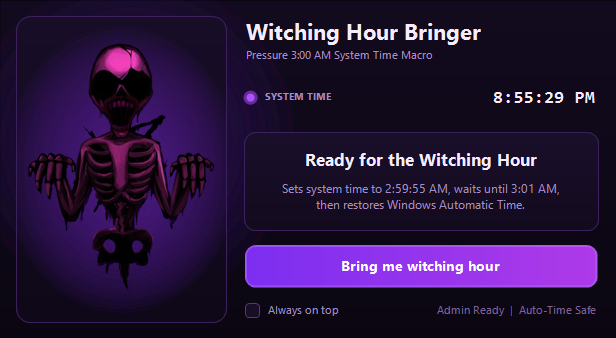 Witching Hour Bringer
Pressure 3:00 AM System Time Macro
SYSTEM TIME
8:55:29 PM
Ready for the Witching Hour
Sets system time to 2:59:55 AM, waits until 3:01 AM,
then restores Windows Automatic Time.
Bring me witching hour
Always on top
Admin Ready | Auto-Time Safe